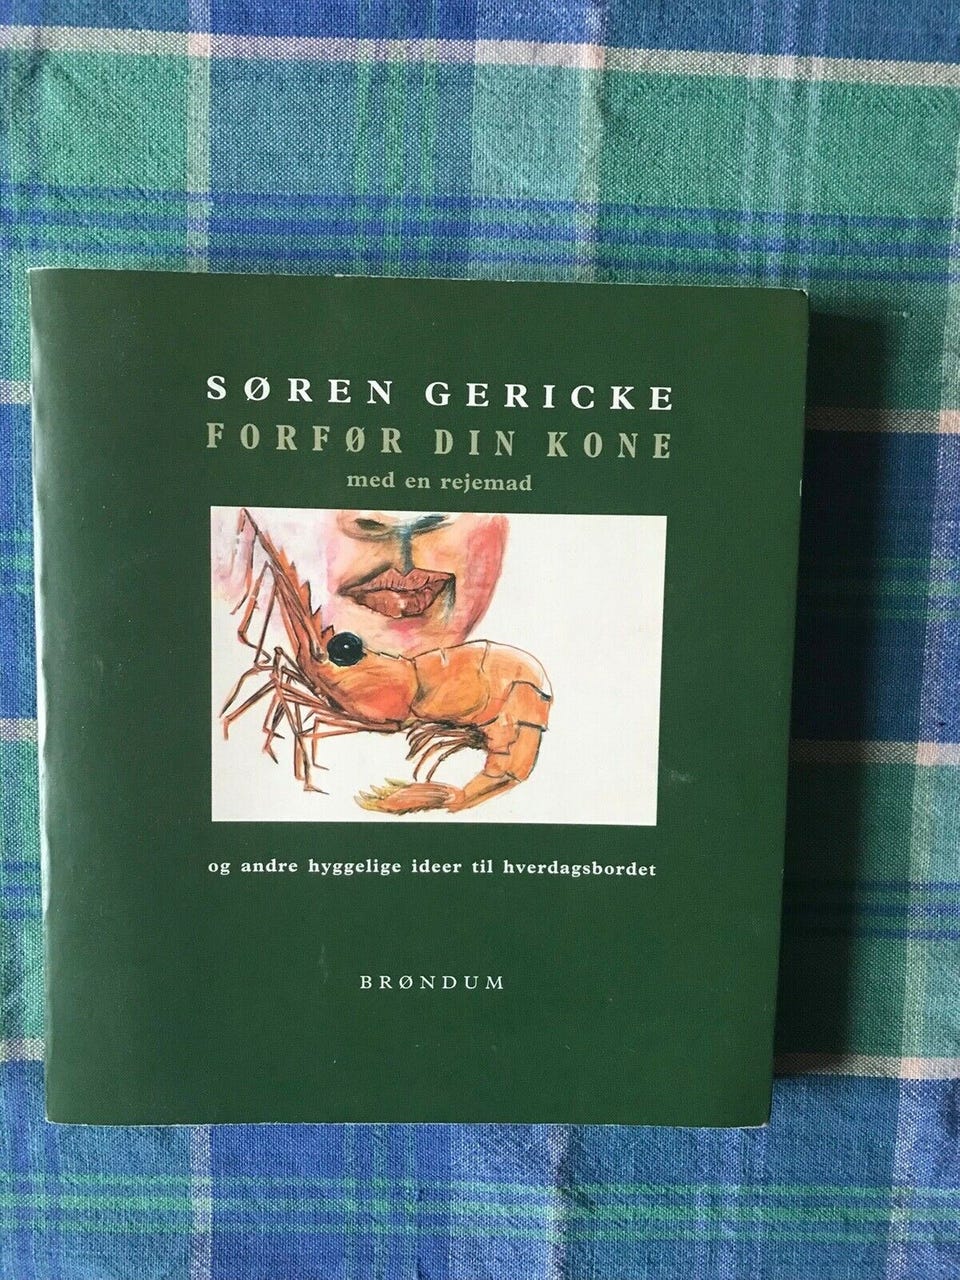 SØREN GERICKE
FORFØR DIN KONE
med en rejemad
og andre hyggelige ideer til hverdagsbordet
BRØNDUM